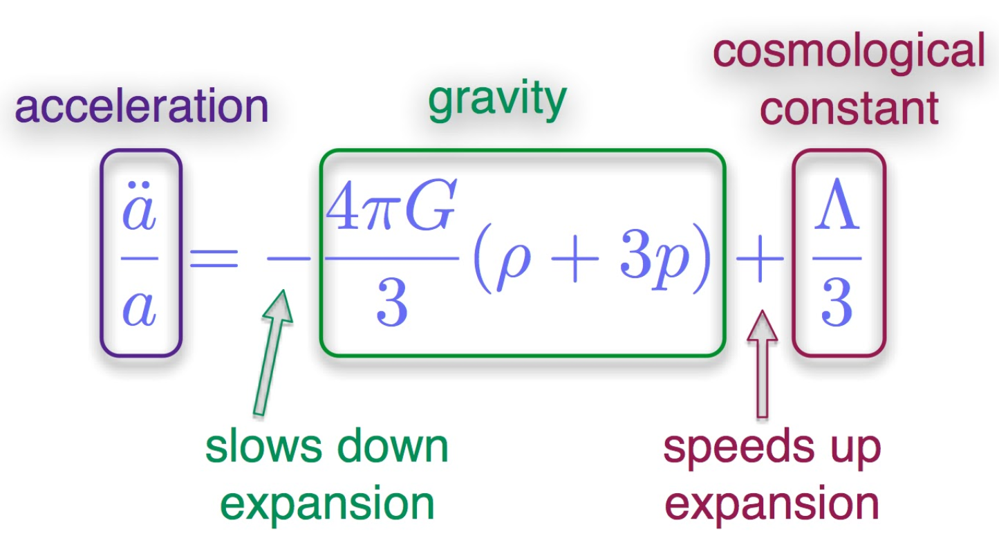 cosmological
constant
acceleration
gravity
ä/a = − 4πG/3 (ρ + 3p) + Λ/3
slows down
expansion
speeds up
expansion